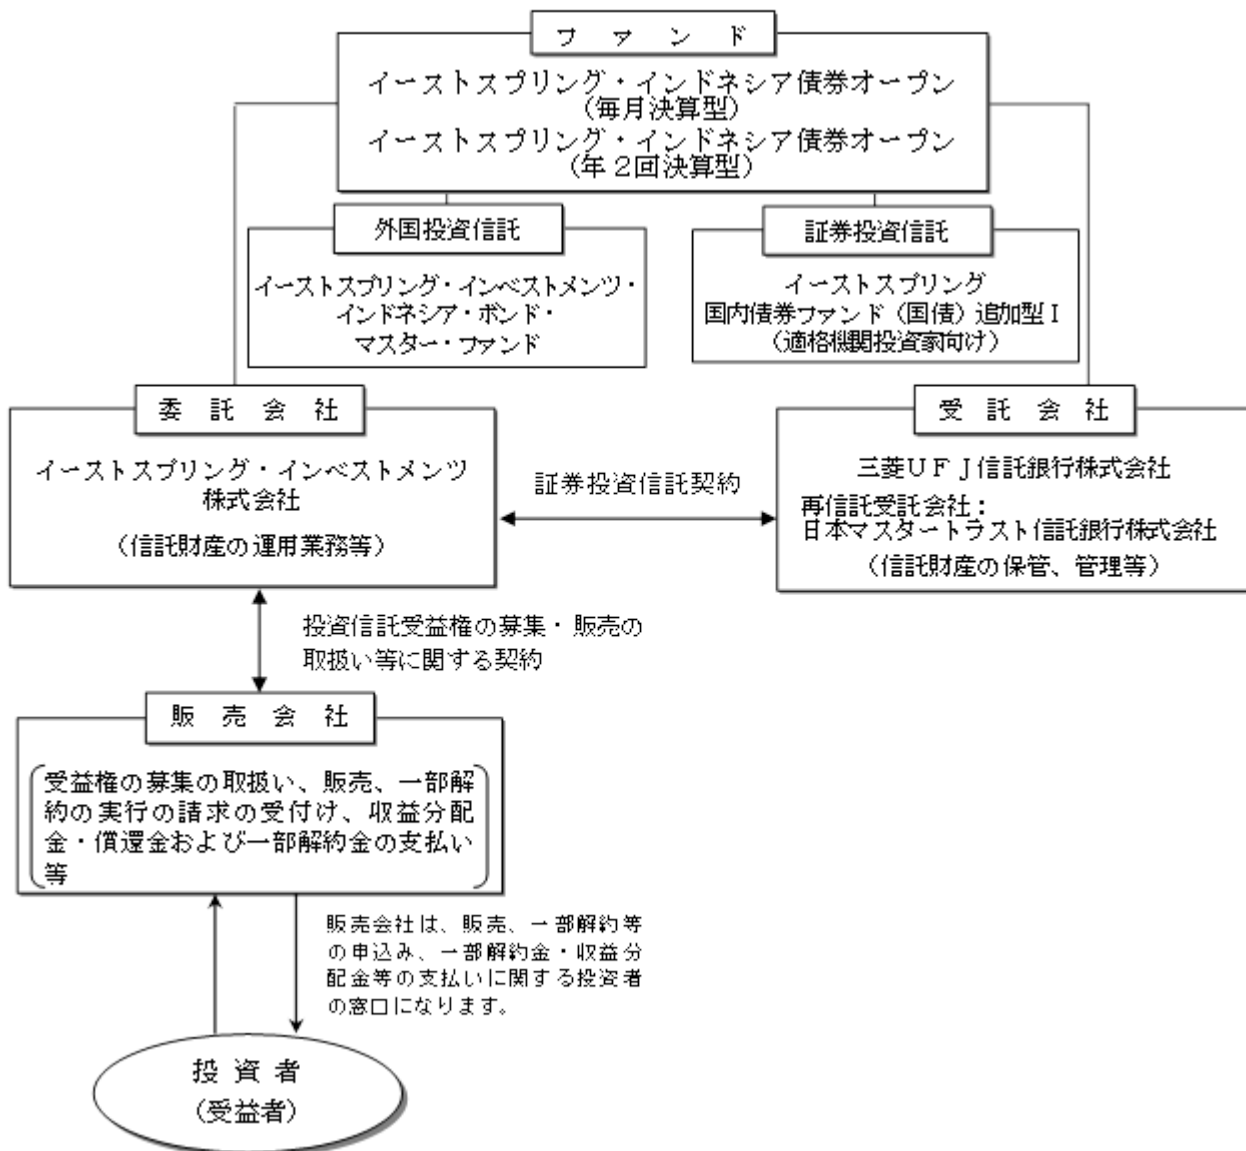 ファンド
イーストスプリング・インドネシア債券オープン
（毎月決算型）
イーストスプリング・インドネシア債券オープン
（年２回決算型）
外国投資信託
イーストスプリング・インベストメンツ・
インドネシア・ボンド・
マスター・ファンド
証券投資信託
イーストスプリング
国内債券ファンド（国債）追加型Ⅰ
（適格機関投資家向け）
委託会社
イーストスプリング・インベストメンツ
株式会社
（信託財産の運用業務等）
証券投資信託契約
受託会社
三菱ＵＦＪ信託銀行株式会社
再信託受託会社：
日本マスタートラスト信託銀行株式会社
（信託財産の保管、管理等）
投資信託受益権の募集・販売の
取扱い等に関する契約
販売会社
受益権の募集の取扱い、販売、一部解
約の実行の請求の受付け、収益分配
金・償還金および一部解約金の支払い
等
販売会社は、販売、一部解約等
の申込み、一部解約金・収益分
配金等の支払いに関する投資者
の窓口になります。
投資者
（受益者）